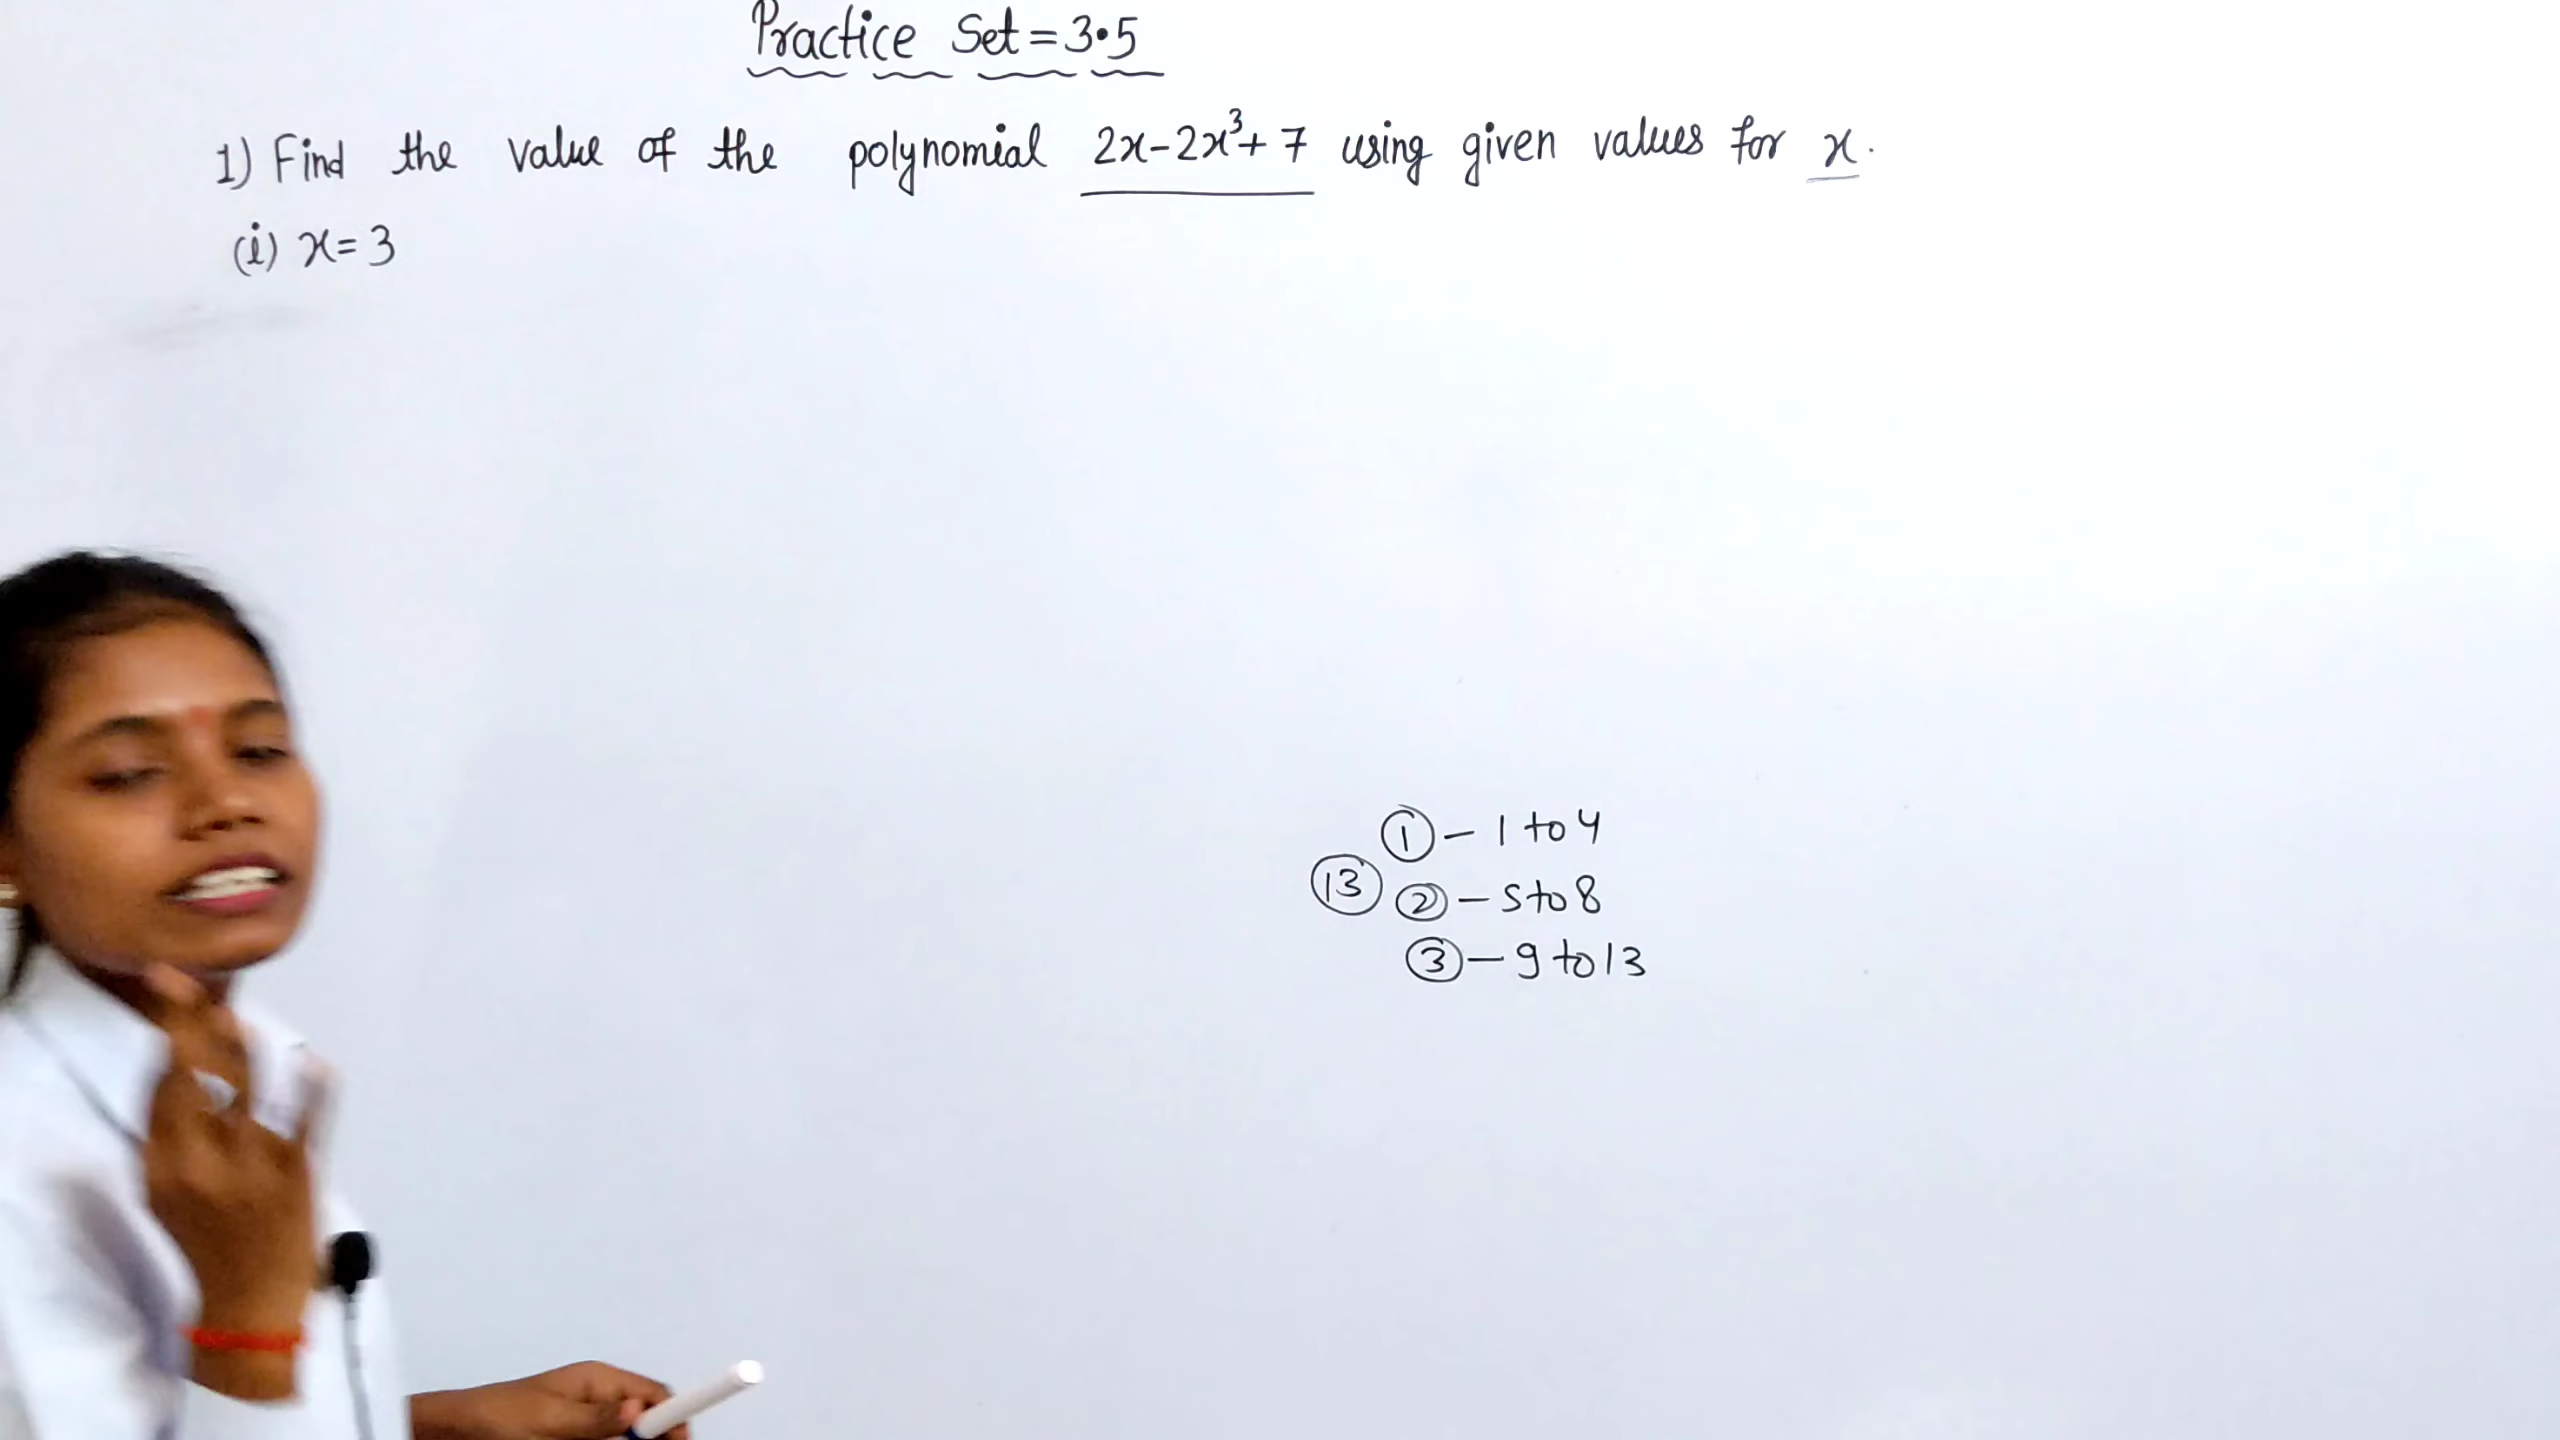 Practice Set = 3.5
1) Find the value of the polynomial 2x-2x³+7 using given values for x.
(i) x=3
① - 1 to 4
⑬ ② - 5 to 8
③ - 9 to 13